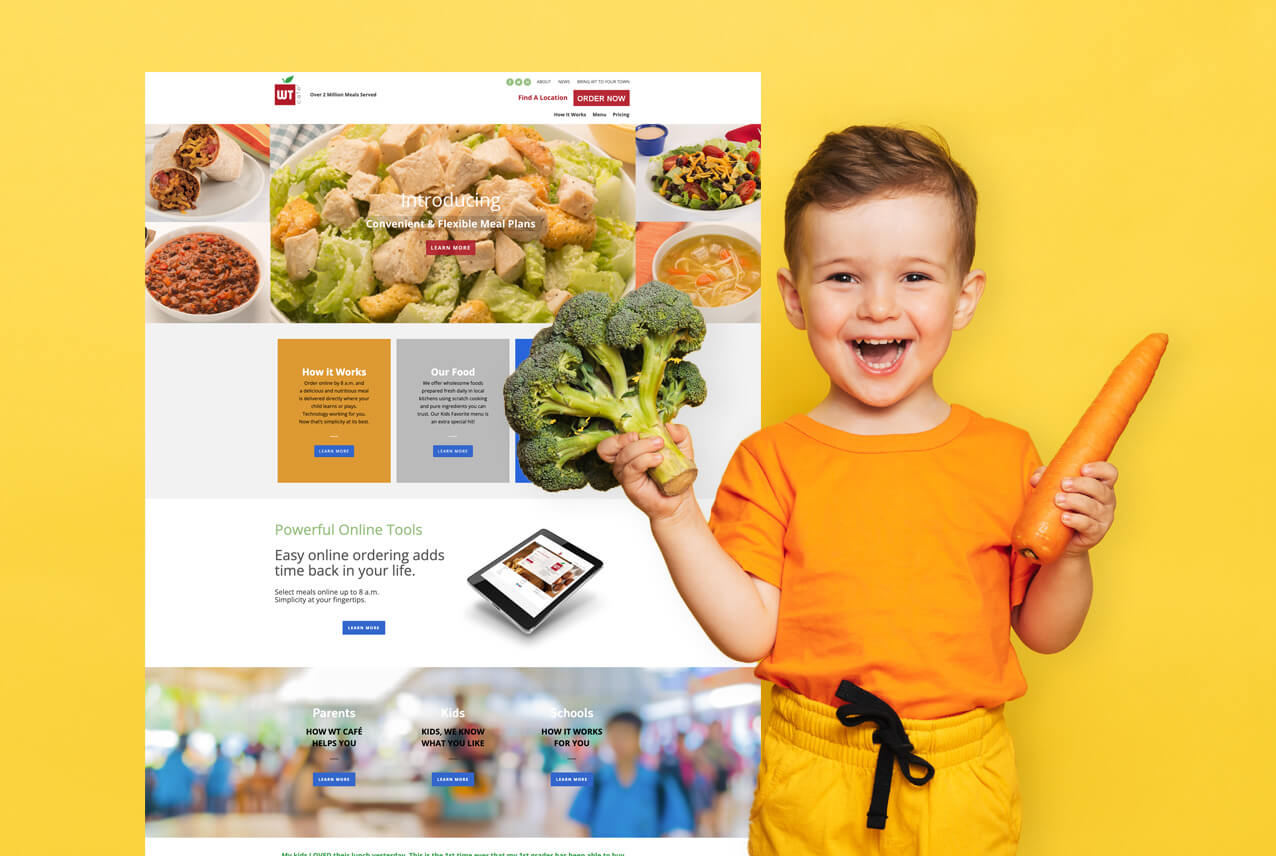 WT
café
Over 2 Million Meals Served
ABOUT NEWS BRING WT TO YOUR TOWN
Find A Location ORDER NOW
How It Works Menu Pricing
Introducing
Convenient & Flexible Meal Plans
LEARN MORE
How it Works
Order online by 8 a.m. and
a delicious and nutritious meal
is delivered directly where your
child learns or plays.
Technology working for you.
Now that's simplicity at its best.
LEARN MORE
Our Food
We offer wholesome foods
prepared fresh daily in local
kitchens using scratch cooking
and pure ingredients you can
trust. Our Kids Favorite menu is
an extra special hit!
LEARN MORE
Powerful Online Tools
Easy online ordering adds
time back in your life.
Select meals online up to 8 a.m.
Simplicity at your fingertips.
LEARN MORE
Parents
HOW WT CAFÉ
HELPS YOU
LEARN MORE
Kids
KIDS, WE KNOW
WHAT YOU LIKE
LEARN MORE
Schools
HOW IT WORKS
FOR YOU
LEARN MORE
My kids LOVED their lunch yesterday. This is the 1st time ever that my 1st grader has been able to buy